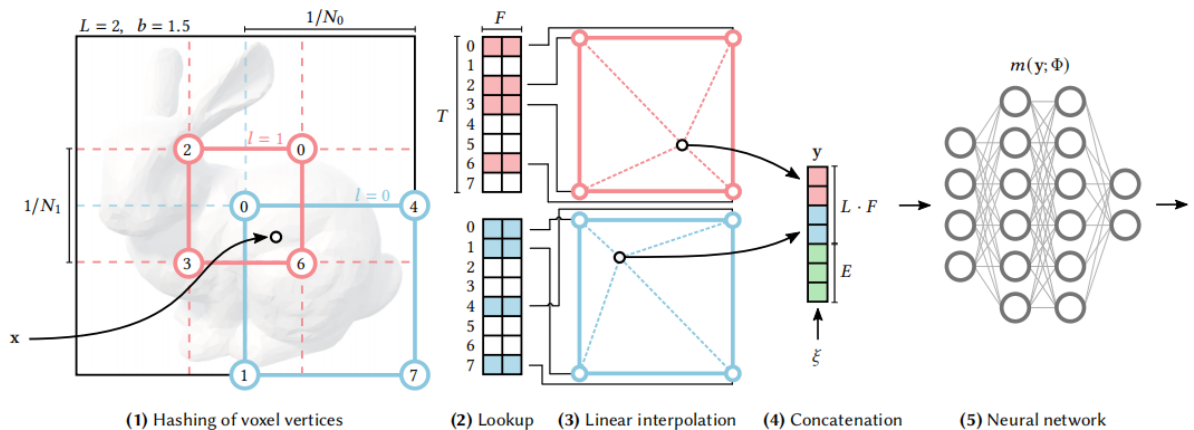 L = 2, b = 1.5
1/N₀
l = 1
2
0
1/N₁
0
l = 0
4
3
6
x
1
7
F
T
0
1
2
3
4
5
6
7
0
1
2
3
4
5
6
7
y
L · F
E
ξ
m(y; Φ)
(1) Hashing of voxel vertices
(2) Lookup
(3) Linear interpolation
(4) Concatenation
(5) Neural network